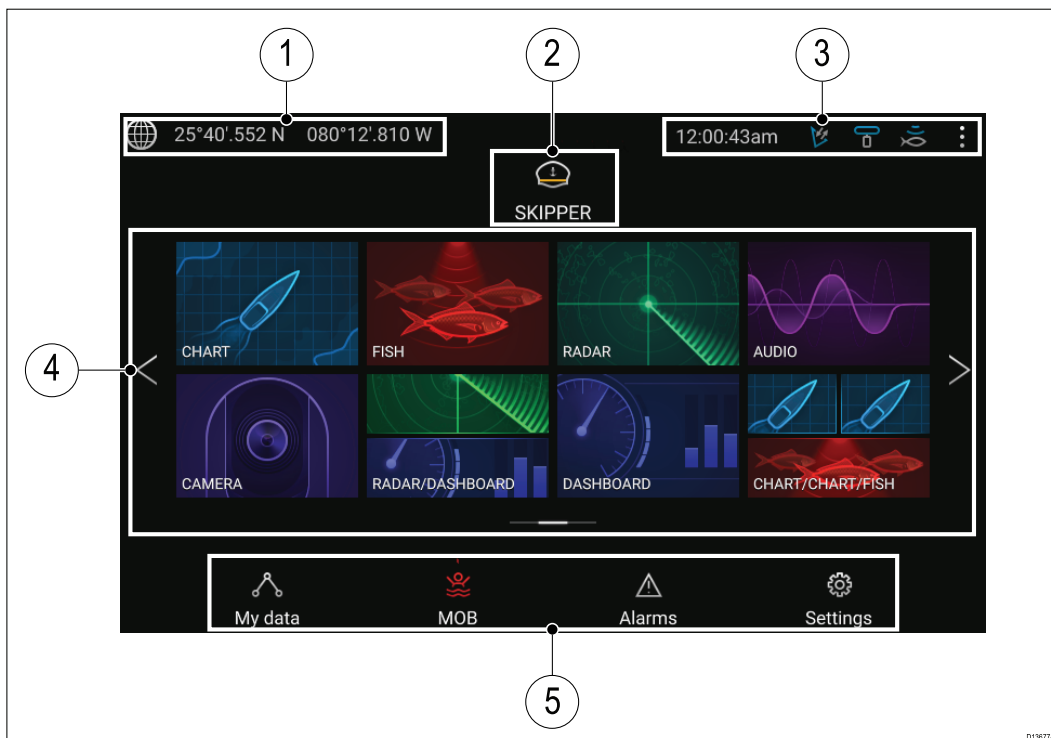 1
2
3
25°40'.552 N 080°12'.810 W
12:00:43am
SKIPPER
4
CHART
FISH
RADAR
AUDIO
CAMERA
RADAR/DASHBOARD
DASHBOARD
CHART/CHART/FISH
My data
MOB
Alarms
Settings
5